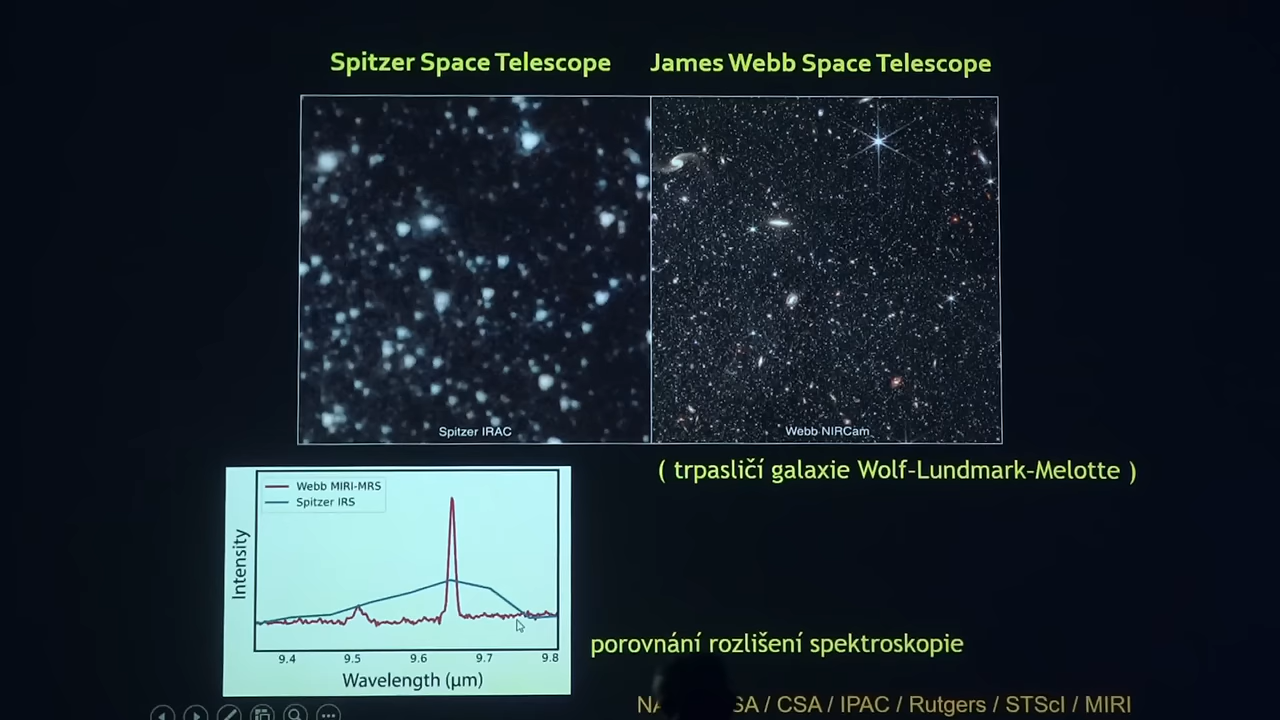 Spitzer Space Telescope
James Webb Space Telescope
Spitzer IRAC
Webb NIRCam
( trpasličí galaxie Wolf-Lundmark-Melotte )
Webb MIRI-MRS
Spitzer IRS
Intensity
9.4 9.5 9.6 9.7 9.8
Wavelength (µm)
porovnání rozlišení spektroskopie
/ CSA / IPAC / Rutgers / STScI / MIRI